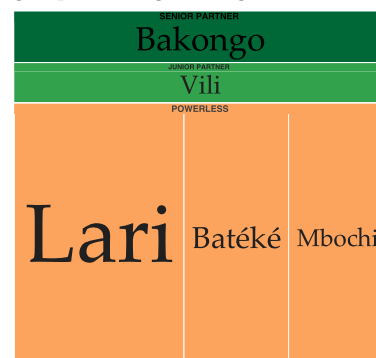 SENIOR PARTNER
Bakongo
JUNIOR PARTNER
Vili
POWERLESS
Lari Batéké Mbochi